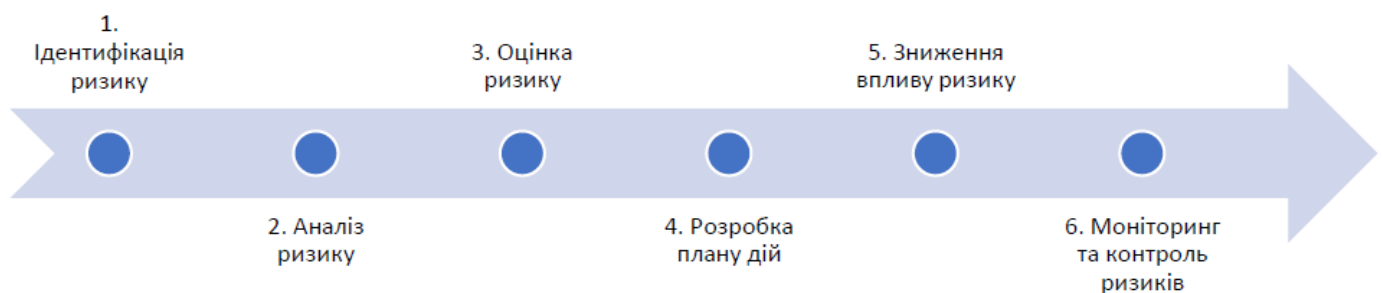 1.
Ідентифікація
ризику
2. Аналіз
ризику
3. Оцінка
ризику
4. Розробка
плану дій
5. Зниження
впливу ризику
6. Моніторинг
та контроль
ризиків